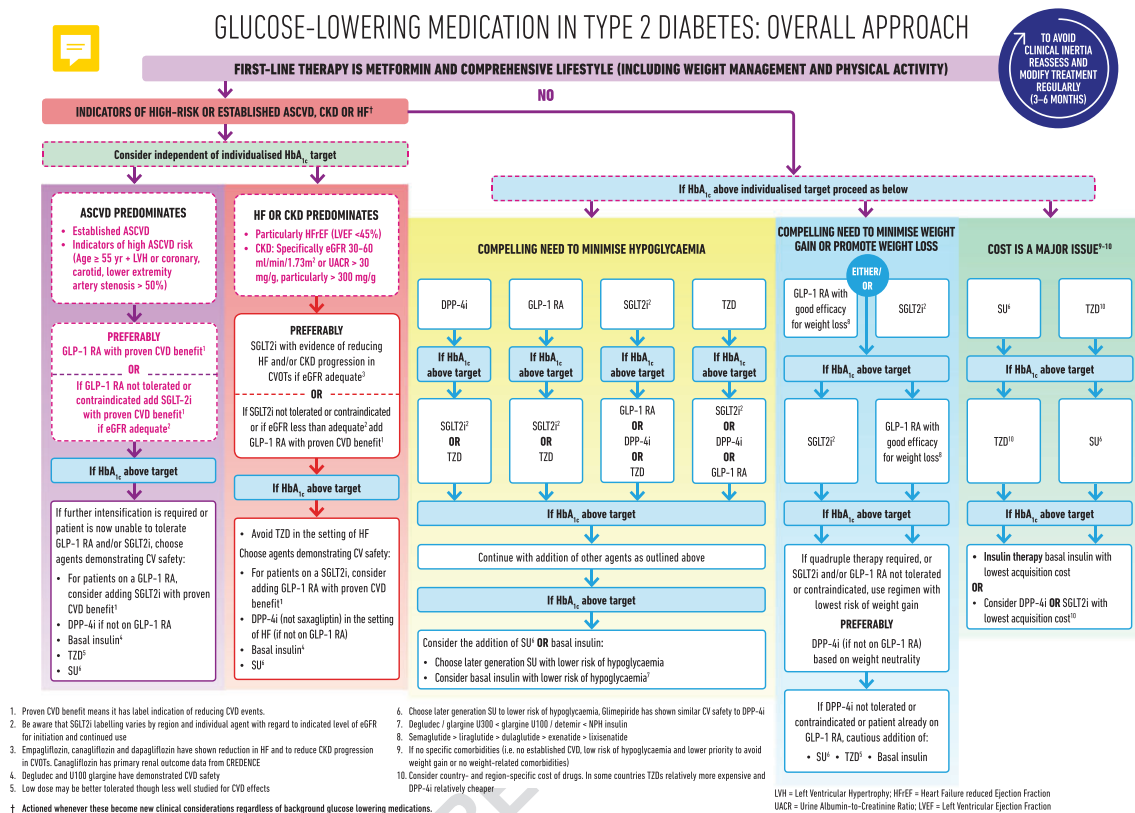 GLUCOSE-LOWERING MEDICATION IN TYPE 2 DIABETES: OVERALL APPROACH
TO AVOID
CLINICAL INERTIA
REASSESS AND
MODIFY TREATMENT
REGULARLY
(3–6 MONTHS)
FIRST-LINE THERAPY IS METFORMIN AND COMPREHENSIVE LIFESTYLE (INCLUDING WEIGHT MANAGEMENT AND PHYSICAL ACTIVITY)
NO
INDICATORS OF HIGH-RISK OR ESTABLISHED ASCVD, CKD OR HF†
Consider independent of individualised HbA1c target
ASCVD PREDOMINATES
• Established ASCVD
• Indicators of high ASCVD risk
(Age ≥ 55 yr + LVH or coronary,
carotid, lower extremity
artery stenosis > 50%)
PREFERABLY
GLP-1 RA with proven CVD benefit1
OR
If GLP-1 RA not tolerated or
contraindicated add SGLT-2i
with proven CVD benefit1
if eGFR adequate2
If HbA1c above target
If further intensification is required or
patient is now unable to tolerate
GLP-1 RA and/or SGLT2i, choose
agents demonstrating CV safety:
• For patients on a GLP-1 RA,
consider adding SGLT2i with proven
CVD benefit1
• DPP-4i if not on GLP-1 RA
• Basal insulin4
• TZD5
• SU6
HF OR CKD PREDOMINATES
• Particularly HFrEF (LVEF <45%)
• CKD: Specifically eGFR 30-60
ml/min/1.73m2 or UACR > 30
mg/g, particularly > 300 mg/g
PREFERABLY
SGLT2i with evidence of reducing
HF and/or CKD progression in
CVOTs if eGFR adequate3
OR
If SGLT2i not tolerated or contraindicated
or if eGFR less than adequate2 add
GLP-1 RA with proven CVD benefit1
If HbA1c above target
• Avoid TZD in the setting of HF
Choose agents demonstrating CV safety:
• For patients on a SGLT2i, consider
adding GLP-1 RA with proven CVD
benefit1
• DPP-4i (not saxagliptin) in the setting
of HF (if not on GLP-1 RA)
• Basal insulin4
• SU6
If HbA1c above individualised target proceed as below
COMPELLING NEED TO MINIMISE HYPOGLYCAEMIA
DPP-4i
GLP-1 RA
SGLT2i2
TZD
If HbA1c
above target
If HbA1c
above target
If HbA1c
above target
If HbA1c
above target
SGLT2i2
OR
TZD
SGLT2i2
OR
TZD
GLP-1 RA
OR
DPP-4i
OR
TZD
SGLT2i2
OR
DPP-4i
OR
GLP-1 RA
If HbA1c above target
Continue with addition of other agents as outlined above
If HbA1c above target
Consider the addition of SU6 OR basal insulin:
• Choose later generation SU with lower risk of hypoglycaemia
• Consider basal insulin with lower risk of hypoglycaemia7
COMPELLING NEED TO MINIMISE WEIGHT
GAIN OR PROMOTE WEIGHT LOSS
EITHER/
OR
GLP-1 RA with
good efficacy
for weight loss8
SGLT2i2
If HbA1c above target
SGLT2i2
GLP-1 RA with
good efficacy
for weight loss8
If HbA1c above target
If quadruple therapy required, or
SGLT2i and/or GLP-1 RA not tolerated
or contraindicated, use regimen with
lowest risk of weight gain
PREFERABLY
DPP-4i (if not on GLP-1 RA)
based on weight neutrality
If DPP-4i not tolerated or
contraindicated or patient already on
GLP-1 RA, cautious addition of:
• SU6 • TZD5 • Basal insulin
COST IS A MAJOR ISSUE9-10
SU6
TZD10
If HbA1c above target
TZD10
SU6
If HbA1c above target
• Insulin therapy basal insulin with
lowest acquisition cost
OR
• Consider DPP-4i OR SGLT2i with
lowest acquisition cost10
1. Proven CVD benefit means it has label indication of reducing CVD events.
2. Be aware that SGLT2i labelling varies by region and individual agent with regard to indicated level of eGFR
for initiation and continued use
3. Empagliflozin, canagliflozin and dapagliflozin have shown reduction in HF and to reduce CKD progression
in CVOTs. Canagliflozin has primary renal outcome data from CREDENCE
4. Degludec and U100 glargine have demonstrated CVD safety
5. Low dose may be better tolerated though less well studied for CVD effects
† Actioned whenever these become new clinical considerations regardless of background glucose lowering medications.
6. Choose later generation SU to lower risk of hypoglycaemia, Glimepiride has shown similar CV safety to DPP-4i
7. Degludec / glargine U300 < glargine U100 / detemir < NPH insulin
8. Semaglutide > liraglutide > dulaglutide > exenatide > lixisenatide
9. If no specific comorbidities (i.e. no established CVD, low risk of hypoglycaemia and lower priority to avoid
weight gain or no weight-related comorbidities)
10. Consider country- and region-specific cost of drugs. In some countries TZDs relatively more expensive and
DPP-4i relatively cheaper
LVH = Left Ventricular Hypertrophy; HFrEF = Heart Failure reduced Ejection Fraction
UACR = Urine Albumin-to-Creatinine Ratio; LVEF = Left Ventricular Ejection Fraction